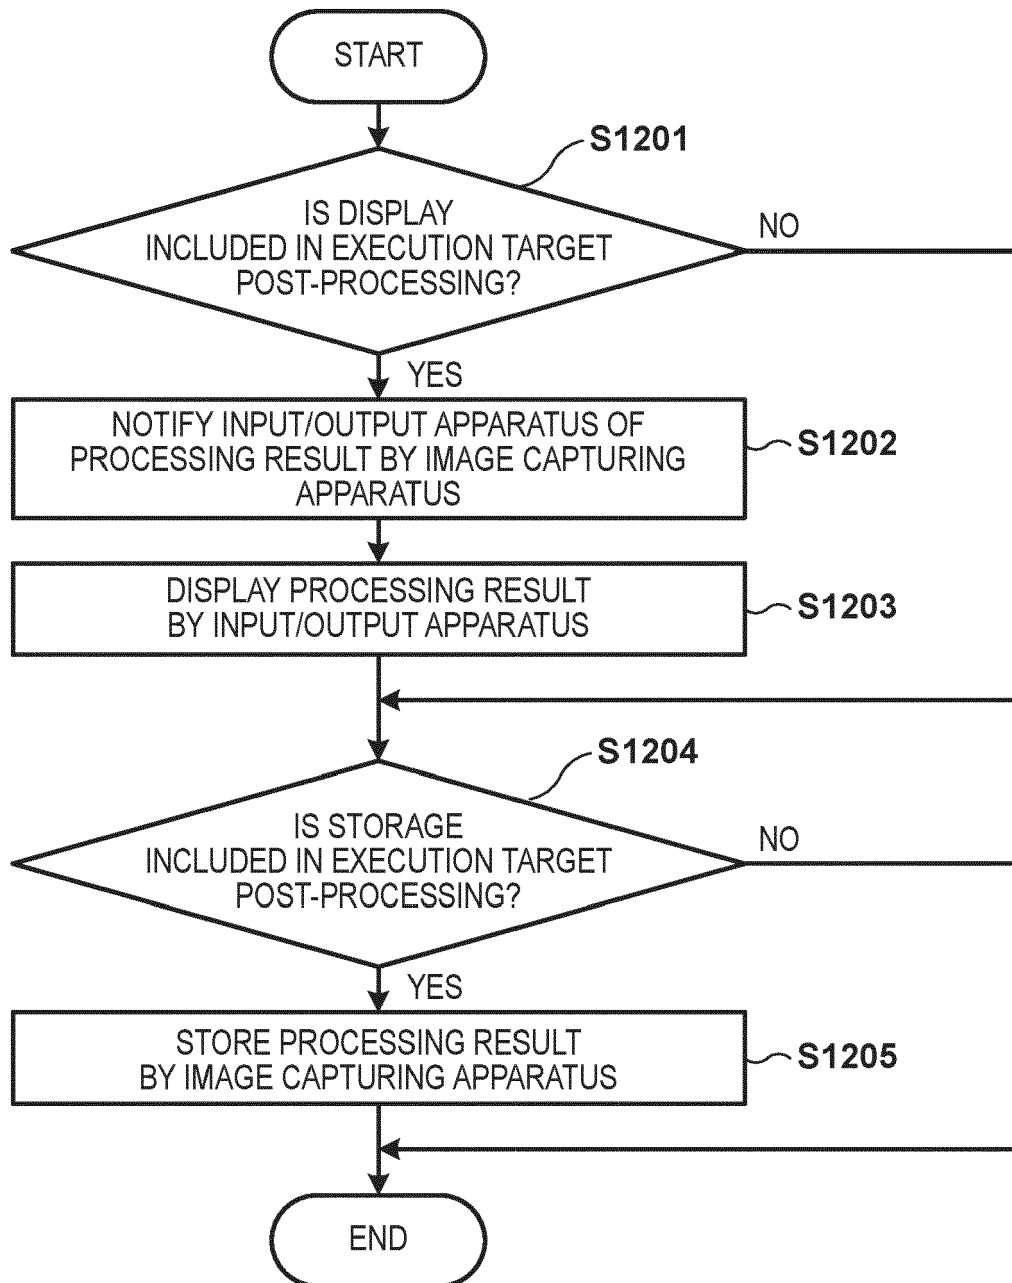 START
S1201
IS DISPLAY
INCLUDED IN EXECUTION TARGET
POST-PROCESSING?
NO
YES
NOTIFY INPUT/OUTPUT APPARATUS OF
PROCESSING RESULT BY IMAGE CAPTURING
APPARATUS
S1202
DISPLAY PROCESSING RESULT
BY INPUT/OUTPUT APPARATUS
S1203
S1204
IS STORAGE
INCLUDED IN EXECUTION TARGET
POST-PROCESSING?
NO
YES
STORE PROCESSING RESULT
BY IMAGE CAPTURING APPARATUS
S1205
END